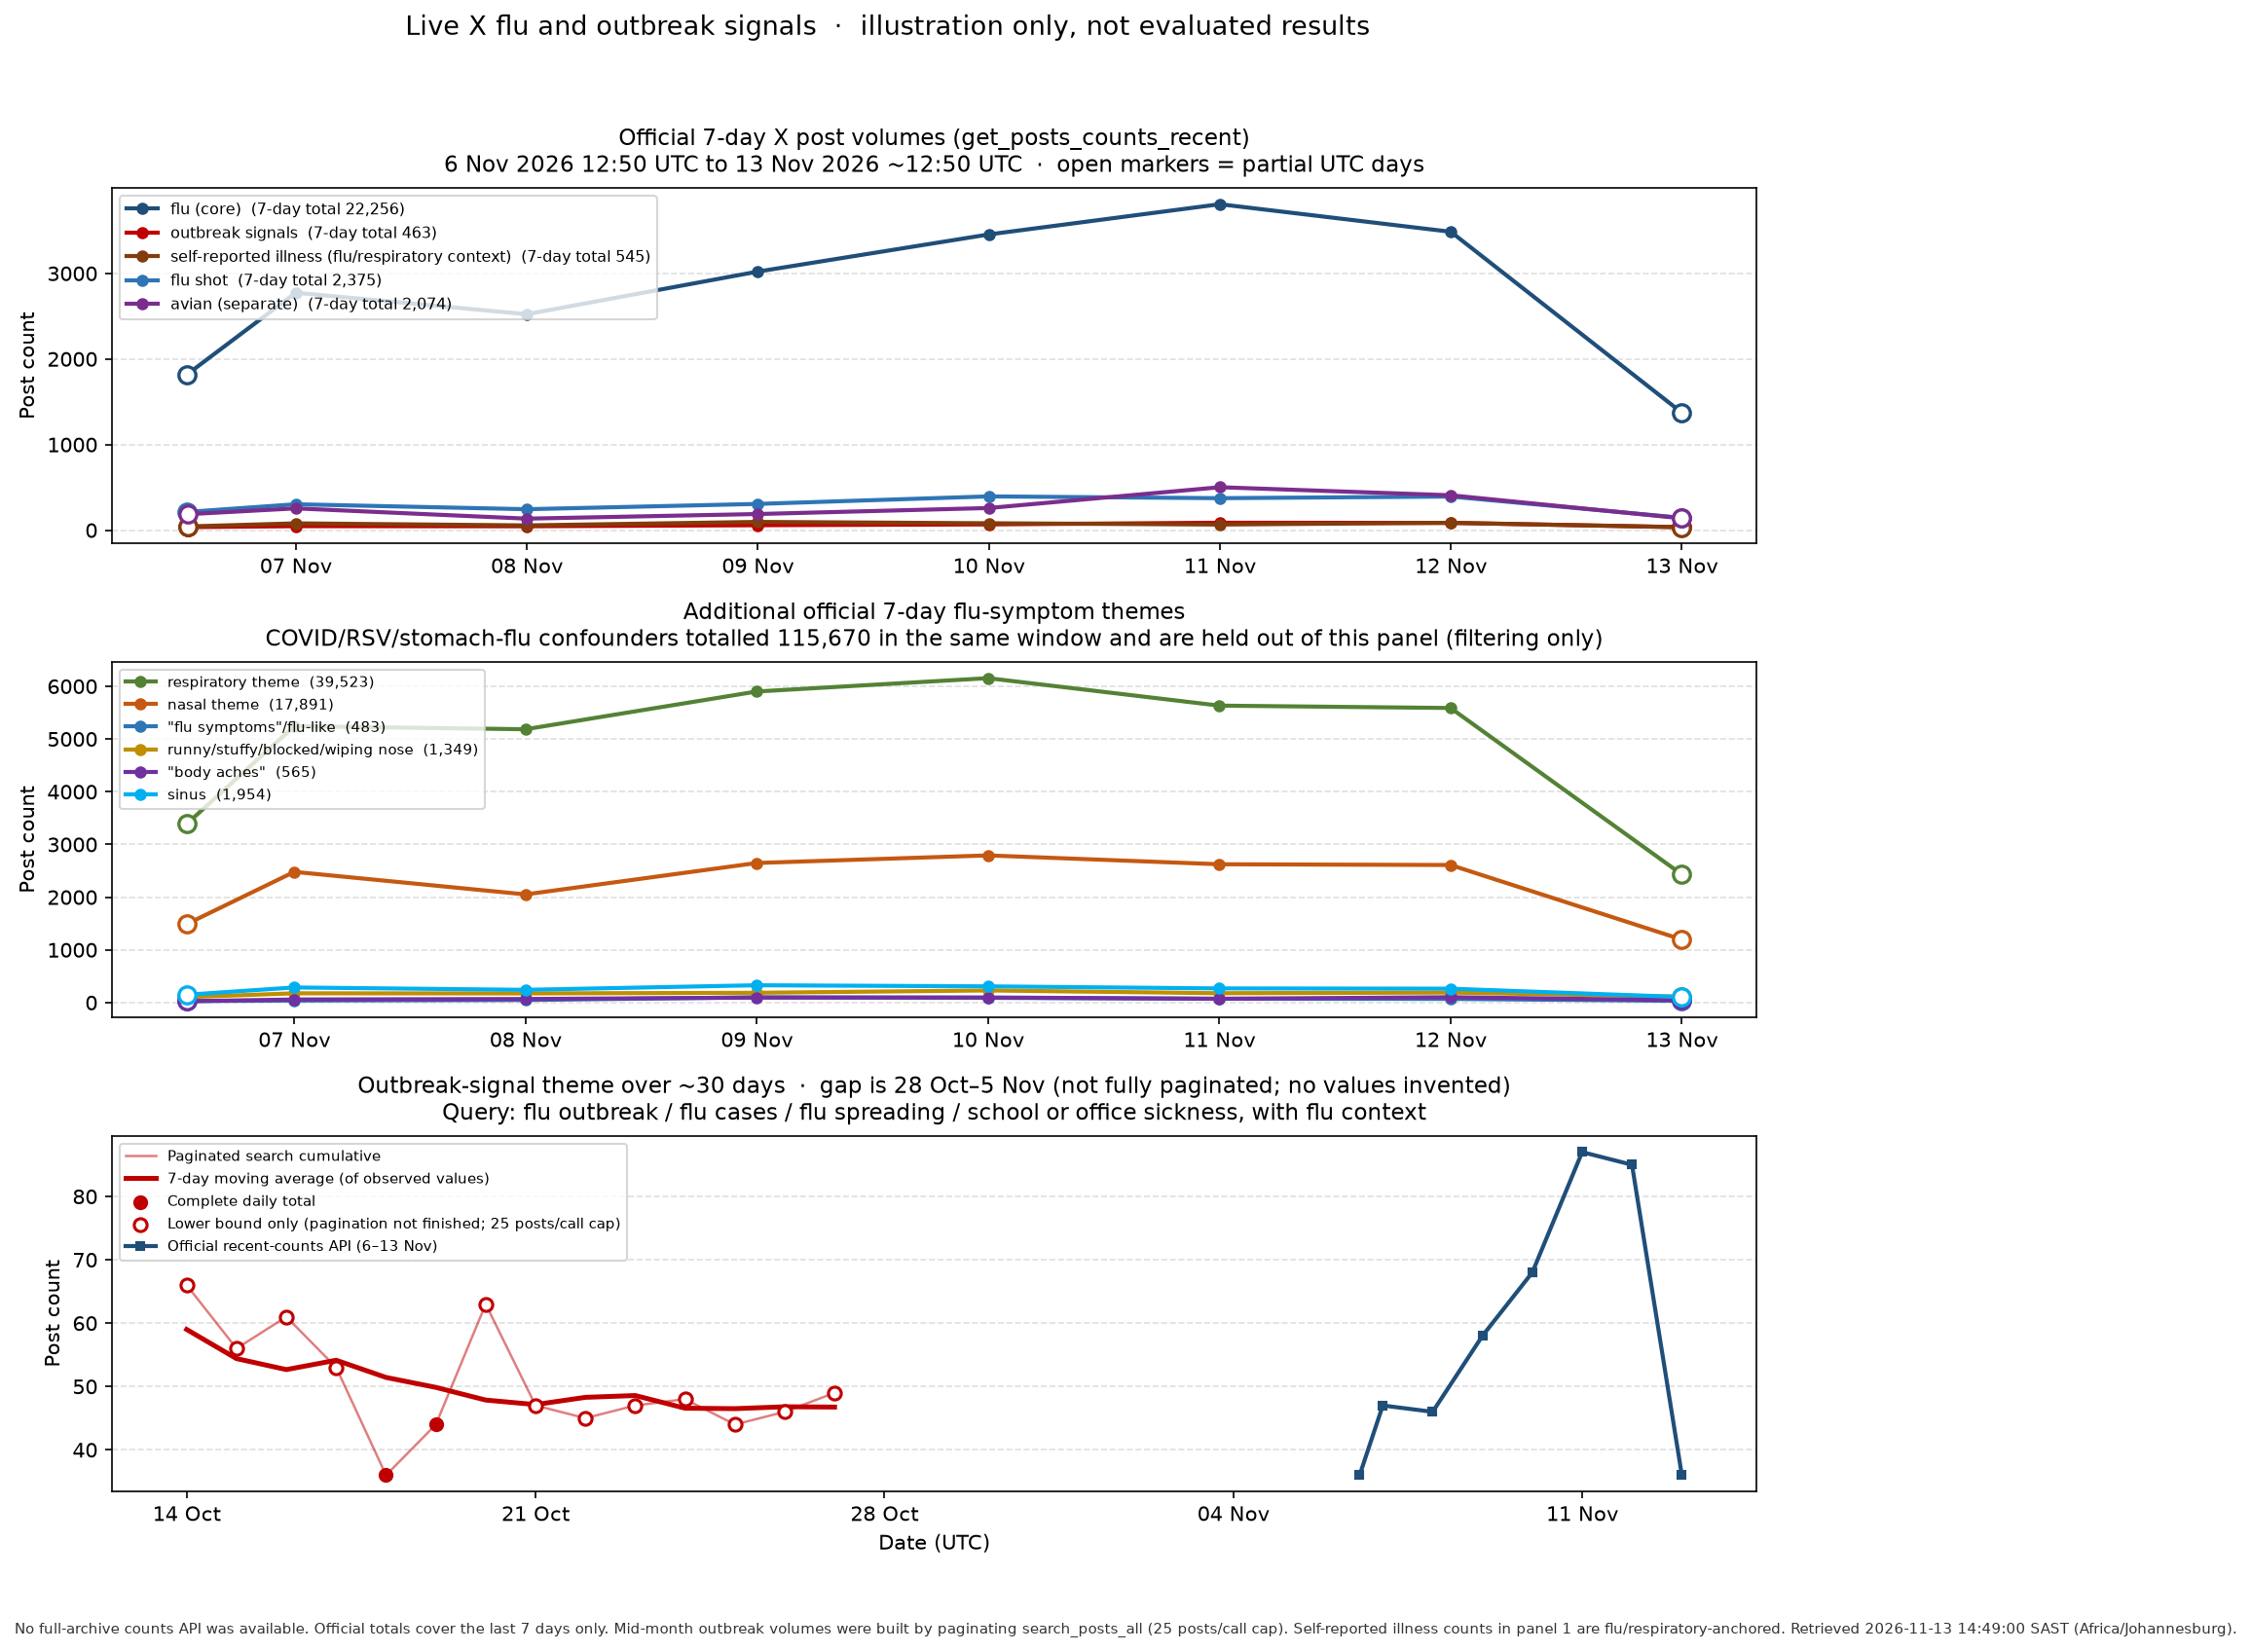 Live X flu and outbreak signals · illustration only, not evaluated results
Official 7-day X post volumes (get_posts_counts_recent)
6 Nov 2026 12:50 UTC to 13 Nov 2026 ~12:50 UTC · open markers = partial UTC days
Post count
3000
2000
1000
0
flu (core) (7-day total 22,256)
outbreak signals (7-day total 463)
self-reported illness (flu/respiratory context) (7-day total 545)
flu shot (7-day total 2,375)
avian (separate) (7-day total 2,074)
07 Nov
08 Nov
09 Nov
10 Nov
11 Nov
12 Nov
13 Nov
Additional official 7-day flu-symptom themes
COVID/RSV/stomach-flu confounders totalled 115,670 in the same window and are held out of this panel (filtering only)
Post count
6000
5000
4000
3000
2000
1000
0
respiratory theme (39,523)
nasal theme (17,891)
"flu symptoms"/flu-like (483)
runny/stuffy/blocked/wiping nose (1,349)
"body aches" (565)
sinus (1,954)
07 Nov
08 Nov
09 Nov
10 Nov
11 Nov
12 Nov
13 Nov
Outbreak-signal theme over ~30 days · gap is 28 Oct–5 Nov (not fully paginated; no values invented)
Query: flu outbreak / flu cases / flu spreading / school or office sickness, with flu context
Post count
80
70
60
50
40
Paginated search cumulative
7-day moving average (of observed values)
Complete daily total
Lower bound only (pagination not finished; 25 posts/call cap)
Official recent-counts API (6–13 Nov)
14 Oct
21 Oct
28 Oct
04 Nov
11 Nov
Date (UTC)
No full-archive counts API was available. Official totals cover the last 7 days only. Mid-month outbreak volumes were built by paginating search_posts_all (25 posts/call cap). Self-reported illness counts in panel 1 are flu/respiratory-anchored. Retrieved 2026-11-13 14:49:00 SAST (Africa/Johannesburg).